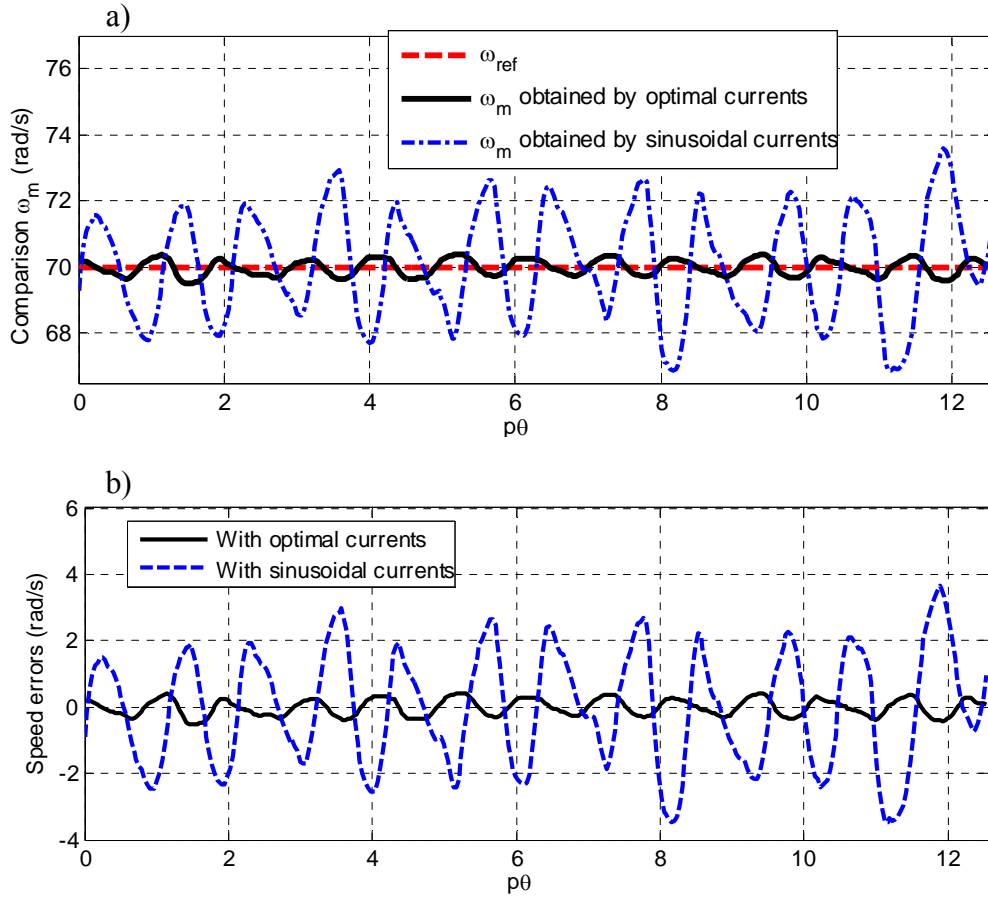 a)
Comparison ω_m (rad/s)
76
74
72
70
68
ω_ref
ω_m obtained by optimal currents
ω_m obtained by sinusoidal currents
0 2 4 6 8 10 12
pθ
b)
Speed errors (rad/s)
6
4
2
0
-2
-4
With optimal currents
With sinusoidal currents
0 2 4 6 8 10 12
pθ